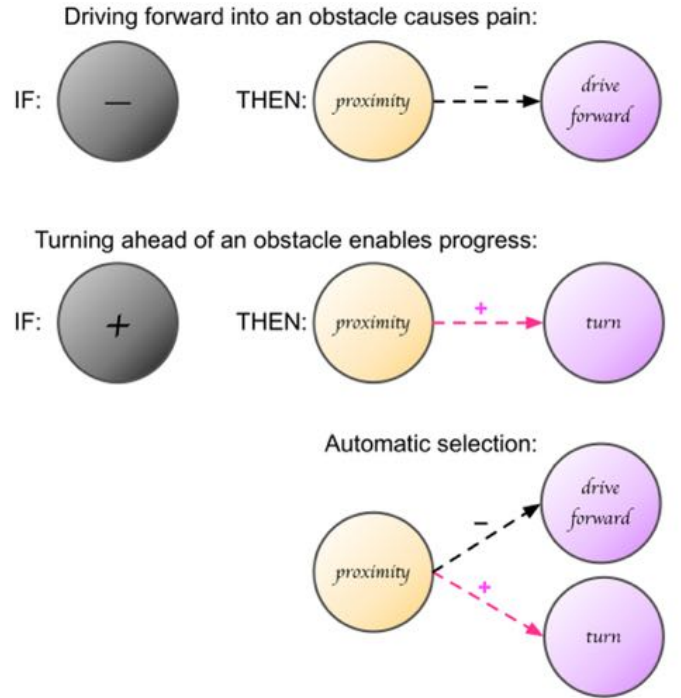 Driving forward into an obstacle causes pain:
IF: − THEN: proximity − drive
forward
Turning ahead of an obstacle enables progress:
IF: + THEN: proximity + turn
Automatic selection:
proximity
− drive
forward
+ turn